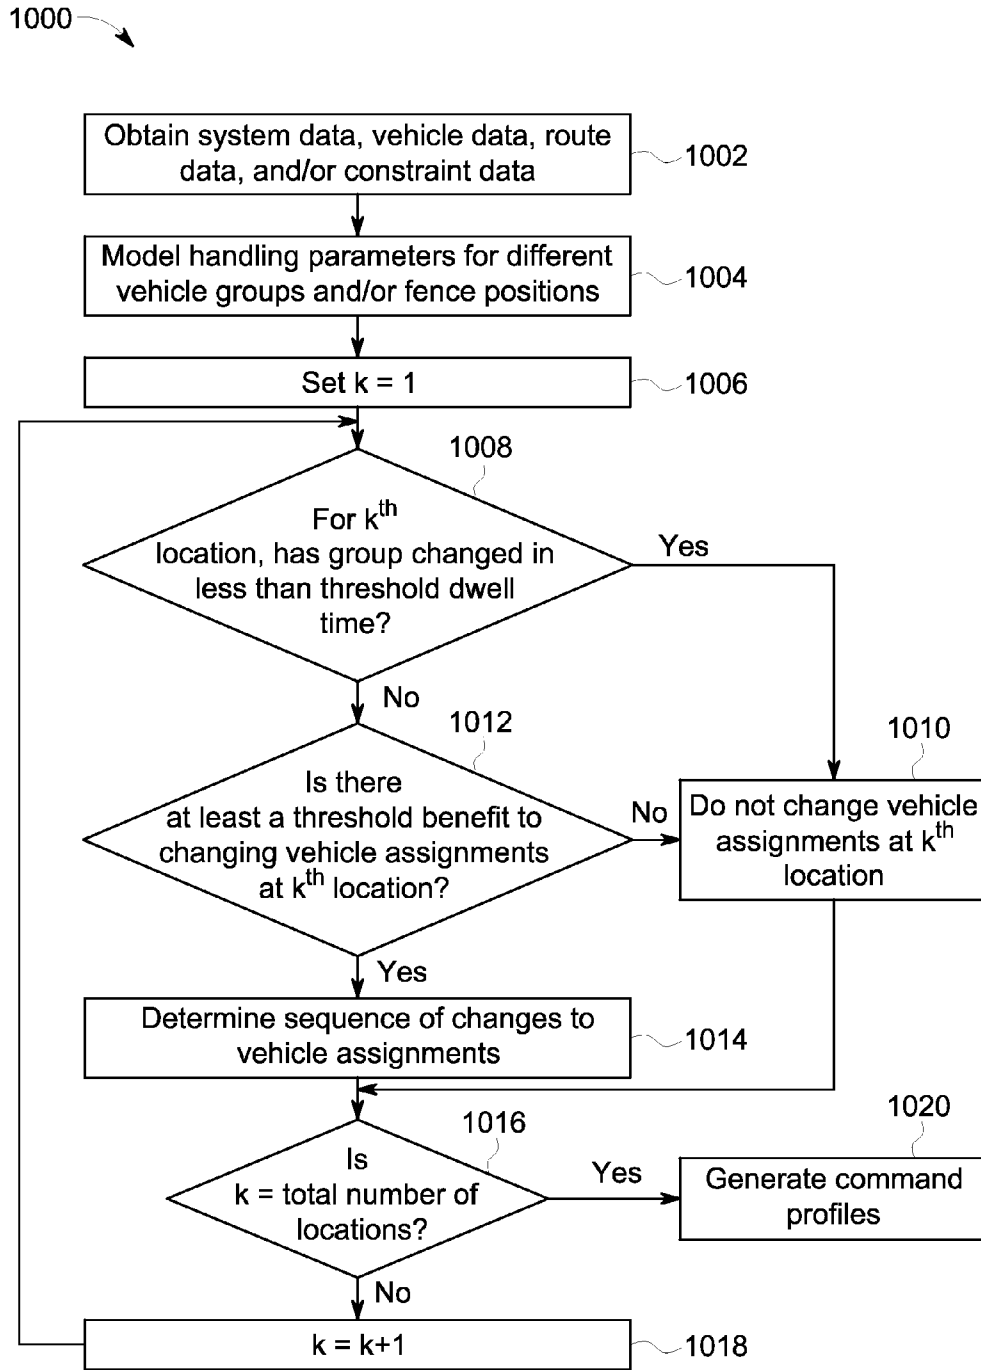 1000
Obtain system data, vehicle data, route
data, and/or constraint data
1002
Model handling parameters for different
vehicle groups and/or fence positions
1004
Set k = 1
1006
1008
For kth
location, has group changed in
less than threshold dwell
time?
Yes
No
1012
Is there
at least a threshold benefit to
changing vehicle assignments
at kth location?
No
1010
Do not change vehicle
assignments at kth
location
Yes
Determine sequence of changes to
vehicle assignments
1014
1016
Is
k = total number of
locations?
Yes
1020
Generate command
profiles
No
k = k+1
1018